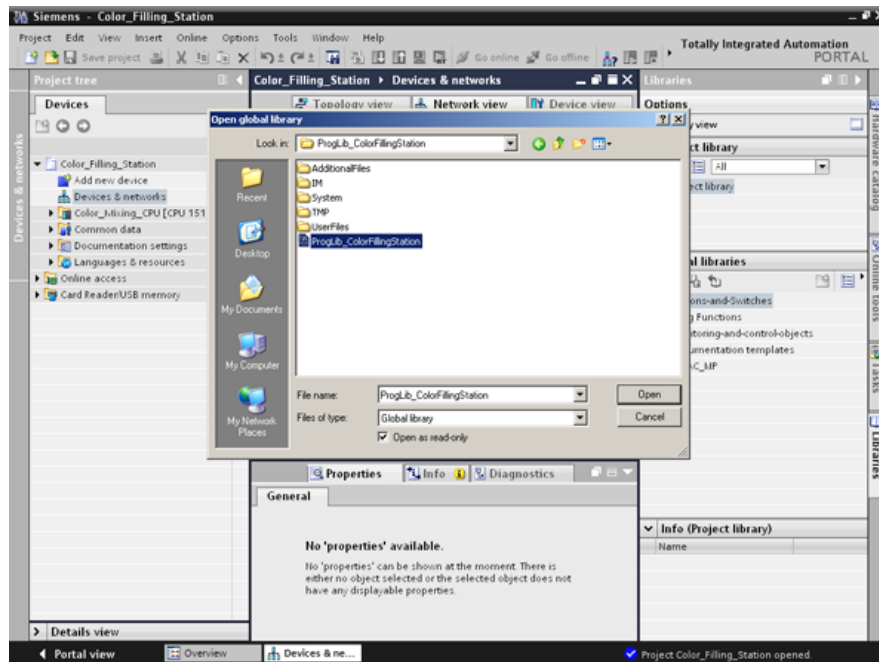 Siemens - Color_Filling_Station
Project Edit View Insert Online Options Tools Window Help
Save project
Go online
Go offline
Totally Integrated Automation
PORTAL
Project tree
Color_Filling_Station
Devices & networks
Libraries
Devices
Topology view
Network view
Device view
Options
Open global library
view
Look in:
ProgLib_ColorFillingStation
ct library
All
ect library
Color_Filling_Station
Add new device
Devices & networks
Color_Mixing_CPU [CPU 151
Common data
Documentation settings
Languages & resources
Online access
Card Reader/USB memory
Recent
Desktop
My Documents
My Computer
My Network
Places
AdditionalFiles
IM
System
TMP
UserFiles
ProgLib_ColorFillingStation
al libraries
ons-and-Switches
g Functions
itoring-and-control-objects
umentation templates
AC_MP
File name:
ProgLib_ColorFillingStation
Open
Files of type:
Global library
Cancel
Open as read-only
Devices & networks
Hardware catalog
Online tools
Tasks
Libraries
Properties
Info
Diagnostics
General
No 'properties' available.
No 'properties' can be shown at the moment. There is
either no object selected or the selected object does not
have any displayable properties.
Info (Project library)
Name
Details view
Portal view
Overview
Devices & ne...
Project Color_Filling_Station opened.